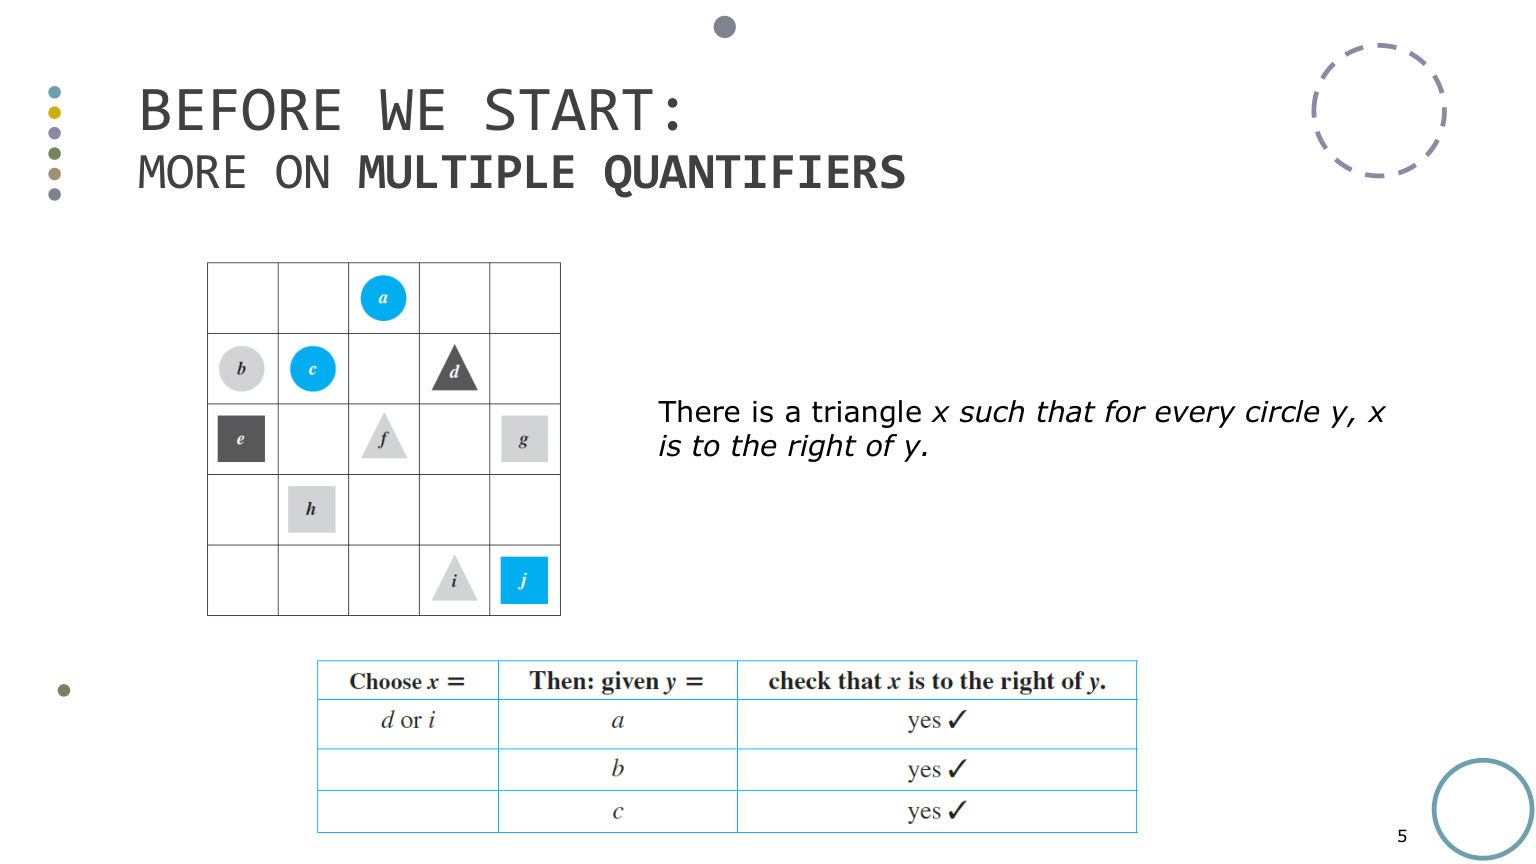 BEFORE WE START:
MORE ON MULTIPLE QUANTIFIERS
a
b c d
e f g
h
i j
There is a triangle x such that for every circle y, x
is to the right of y.
Choose x = Then: given y = check that x is to the right of y.
d or i a yes ✓
b yes ✓
c yes ✓
5